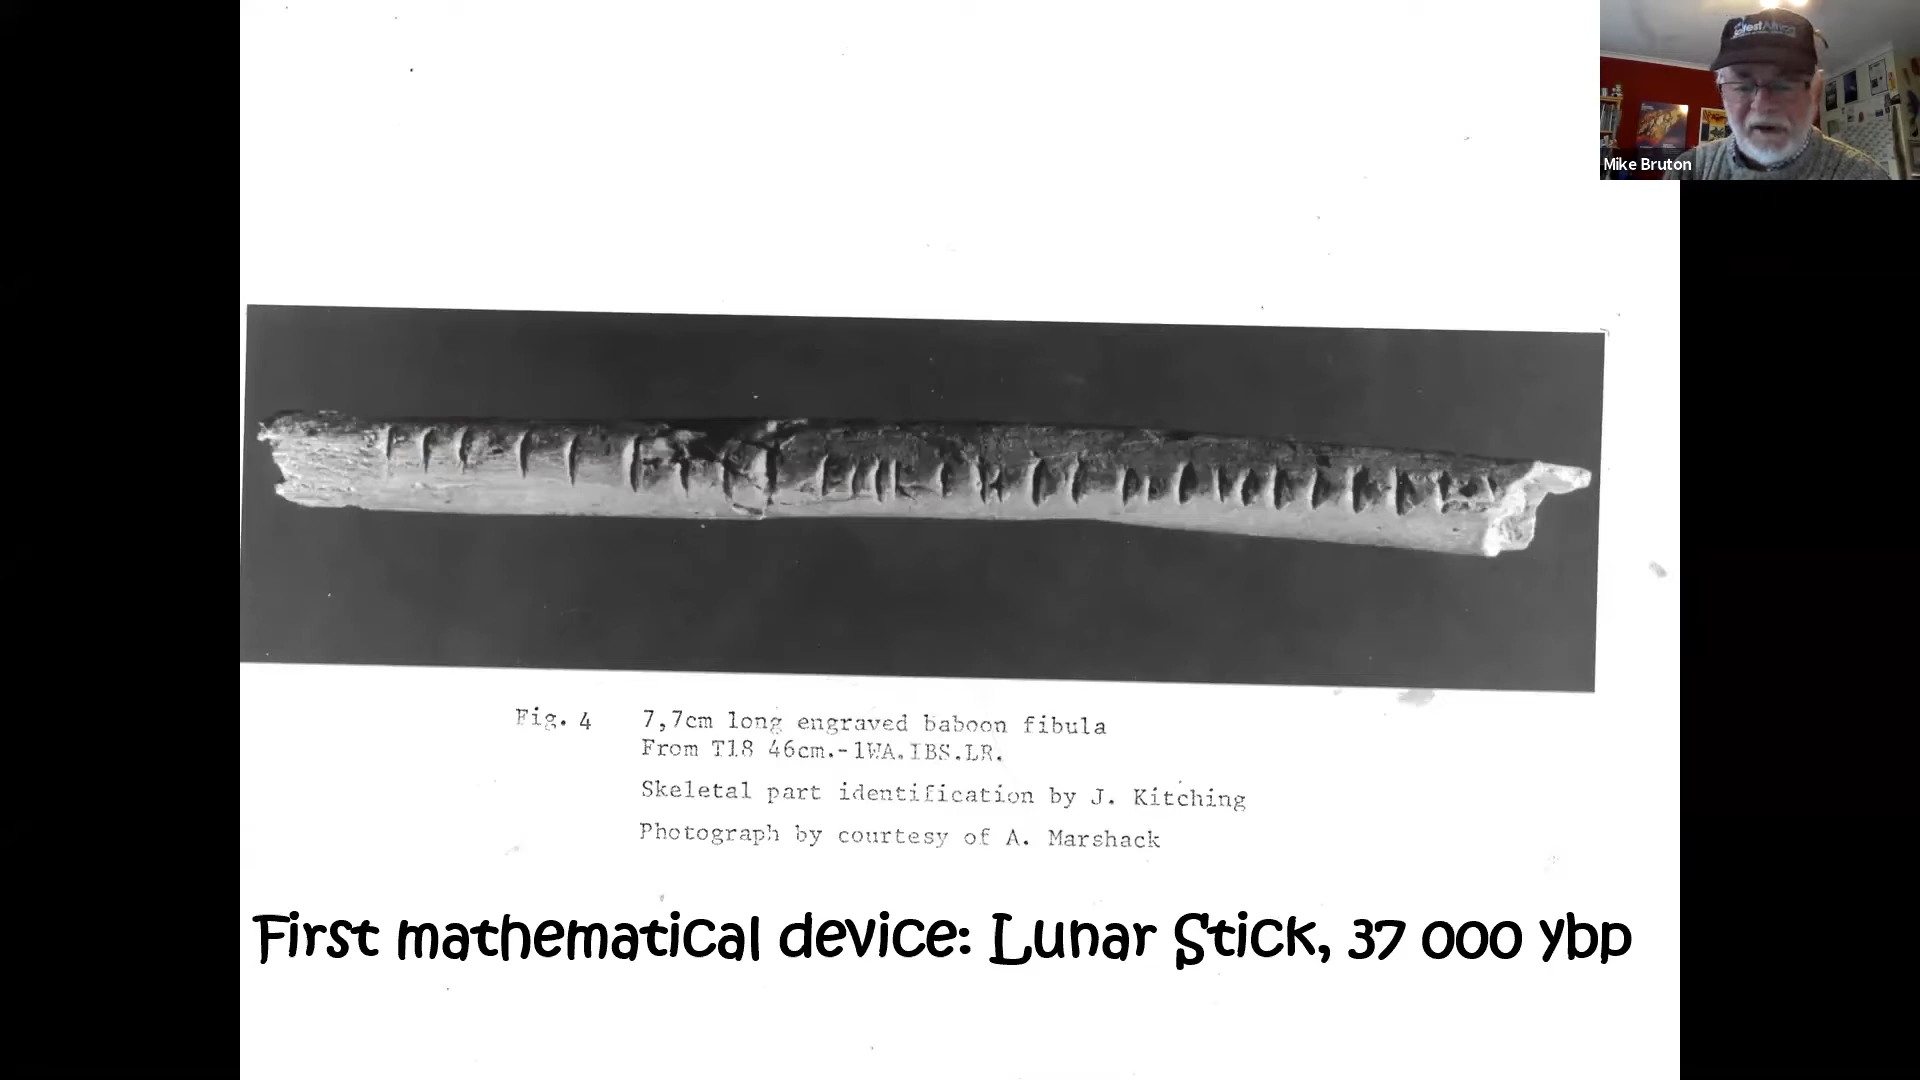 Mike Bruton
Fig. 4 7,7cm long engraved baboon fibula
From T18 46cm.-1WA.IBS.LR.
Skeletal part identification by J. Kitching
Photograph by courtesy of A. Marshack
First mathematical device: Lunar Stick, 37 000 ybp